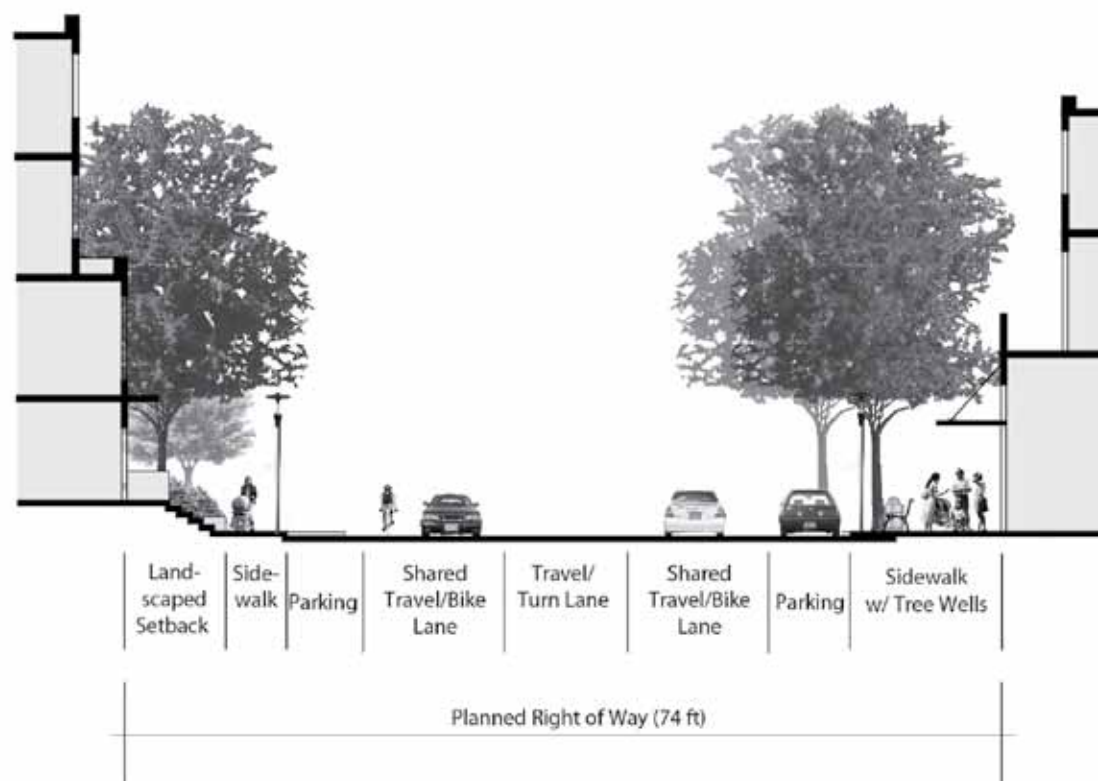 Land-
scaped
Setback
Side-
walk
Parking
Shared
Travel/Bike
Lane
Travel/
Turn Lane
Shared
Travel/Bike
Lane
Parking
Sidewalk
w/ Tree Wells
Planned Right of Way (74 ft)